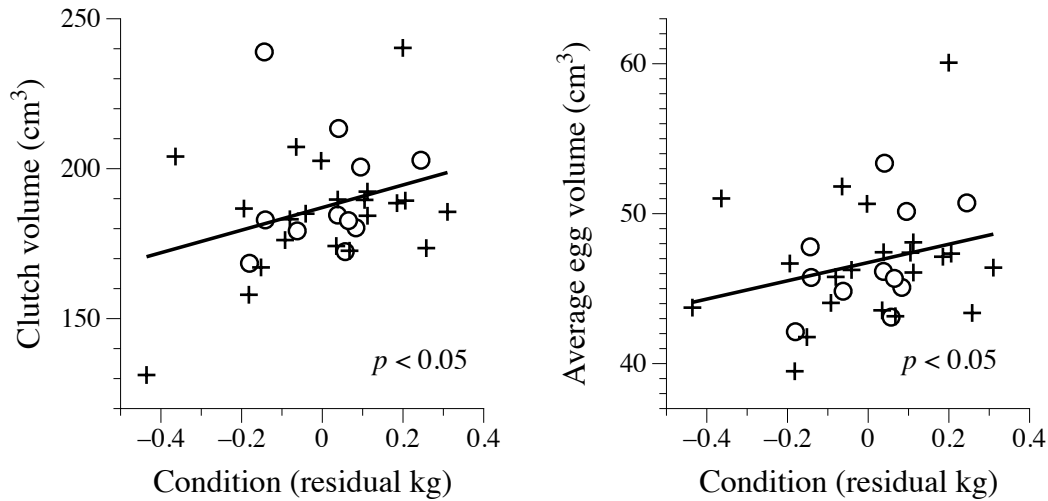 250
200
150
Clutch volume (cm³)
p < 0.05
−0.4 −0.2 0 0.2 0.4
Condition (residual kg)
60
50
40
Average egg volume (cm³)
p < 0.05
−0.4 −0.2 0 0.2 0.4
Condition (residual kg)